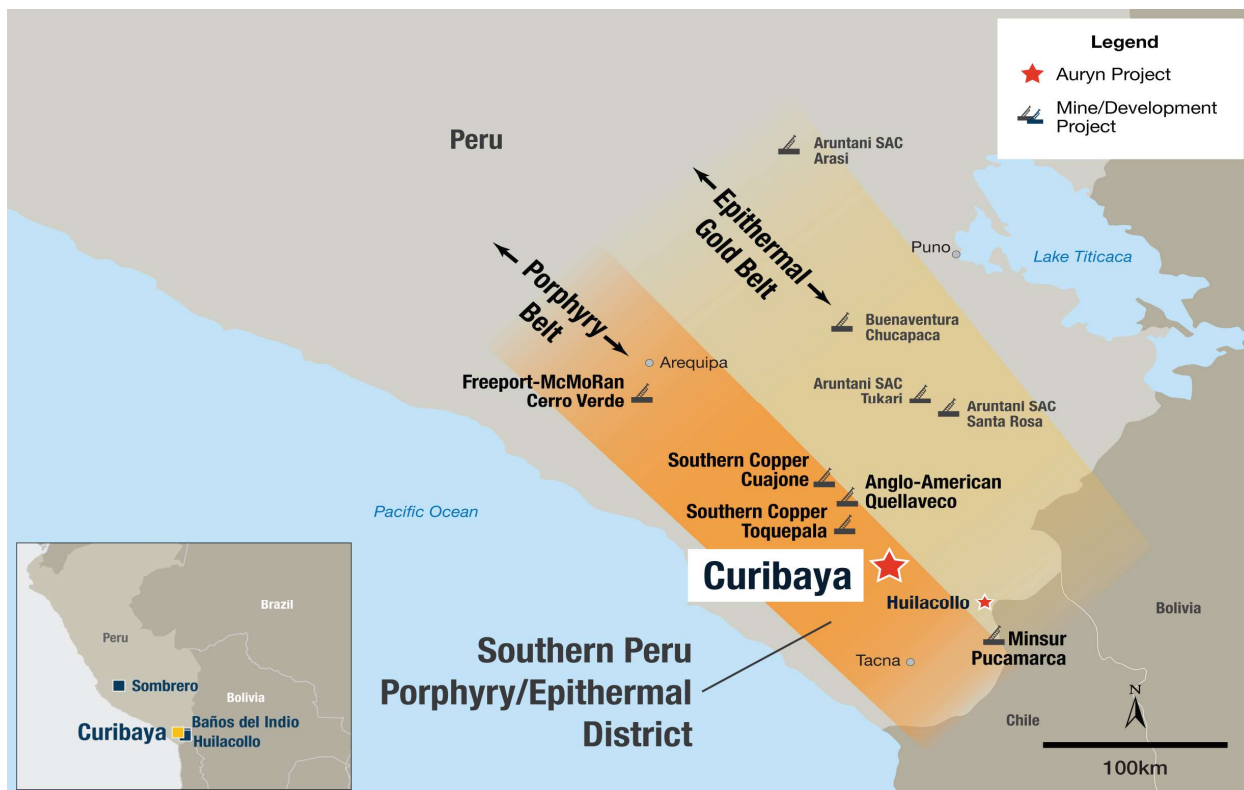 Legend
Auryn Project
Mine/Development
Project
Peru
Aruntani SAC
Arasi
Epithermal
Gold Belt
Puno
Lake Titicaca
Porphyry
Belt
Buenaventura
Chucapaca
Arequipa
Freeport-McMoRan
Cerro Verde
Aruntani SAC
Tukari
Aruntani SAC
Santa Rosa
Southern Copper
Cuajone
Anglo-American
Quellaveco
Southern Copper
Toquepala
Pacific Ocean
Curibaya
Huilacollo
Bolivia
Minsur
Pucamarca
Southern Peru
Porphyry/Epithermal
District
Tacna
Chile
N
100km
Brazil
Peru
Sombrero
Bolivia
Baños del Indio
Curibaya
Huilacollo